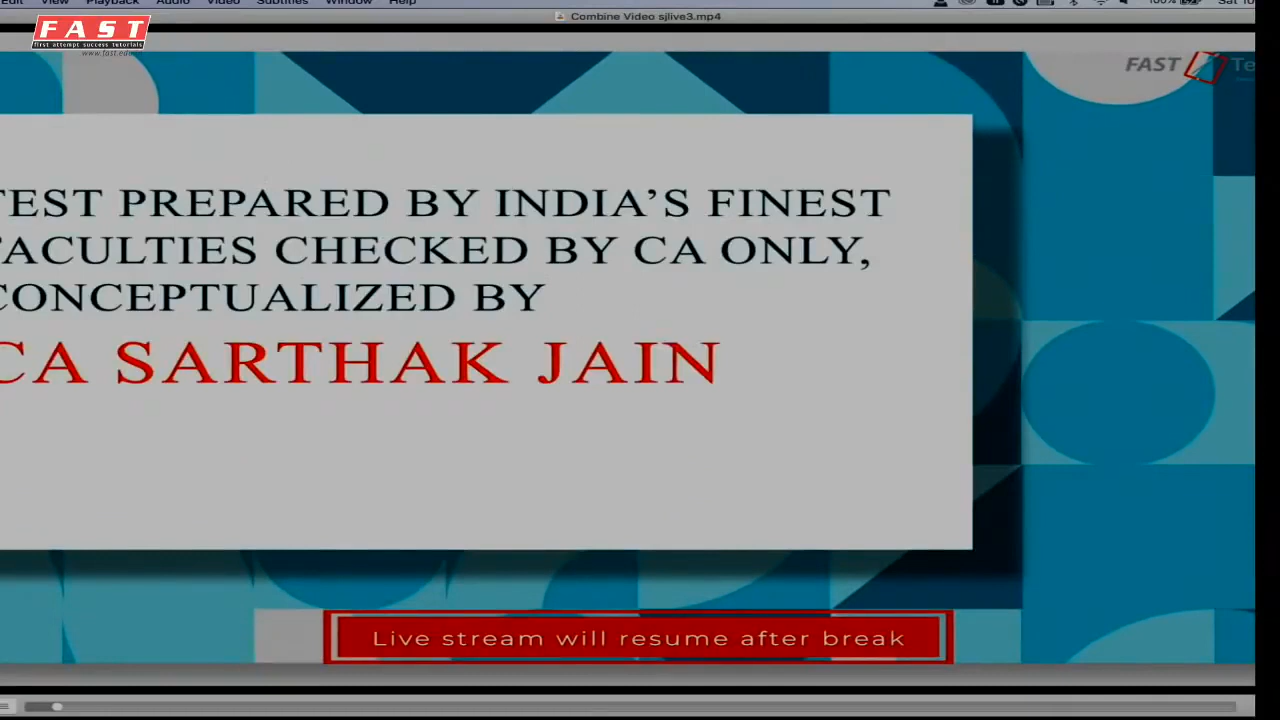 Edit View Playback Audio Video Subtitles Window Help
100%
Combine Video sjlive3.mp4
FAST
first attempt success tutorials
FAST
TEST PREPARED BY INDIA'S FINEST
FACULTIES CHECKED BY CA ONLY,
CONCEPTUALIZED BY
CA SARTHAK JAIN
Live stream will resume after break